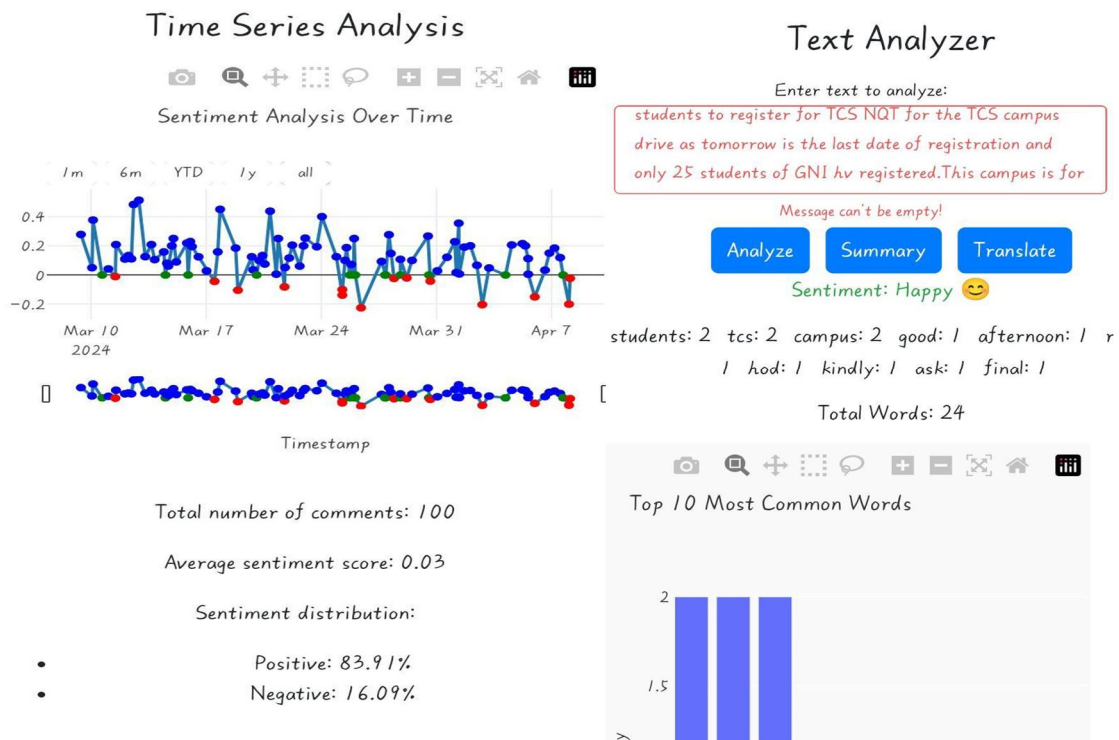 Time Series Analysis
Sentiment Analysis Over Time
1m 6m YTD 1y all
0.4
0.2
0
−0.2
Mar 10 Mar 17 Mar 24 Mar 31 Apr 7
2024
Timestamp
Total number of comments: 100
Average sentiment score: 0.03
Sentiment distribution:
• Positive: 83.91%
• Negative: 16.09%
Text Analyzer
Enter text to analyze:
students to register for TCS NQT for the TCS campus
drive as tomorrow is the last date of registration and
only 25 students of GNI hv registered.This campus is for
Message can't be empty!
Analyze Summary Translate
Sentiment: Happy 😊
students: 2 tcs: 2 campus: 2 good: 1 afternoon: 1 r
1 hod: 1 kindly: 1 ask: 1 final: 1
Total Words: 24
Top 10 Most Common Words
2
1.5